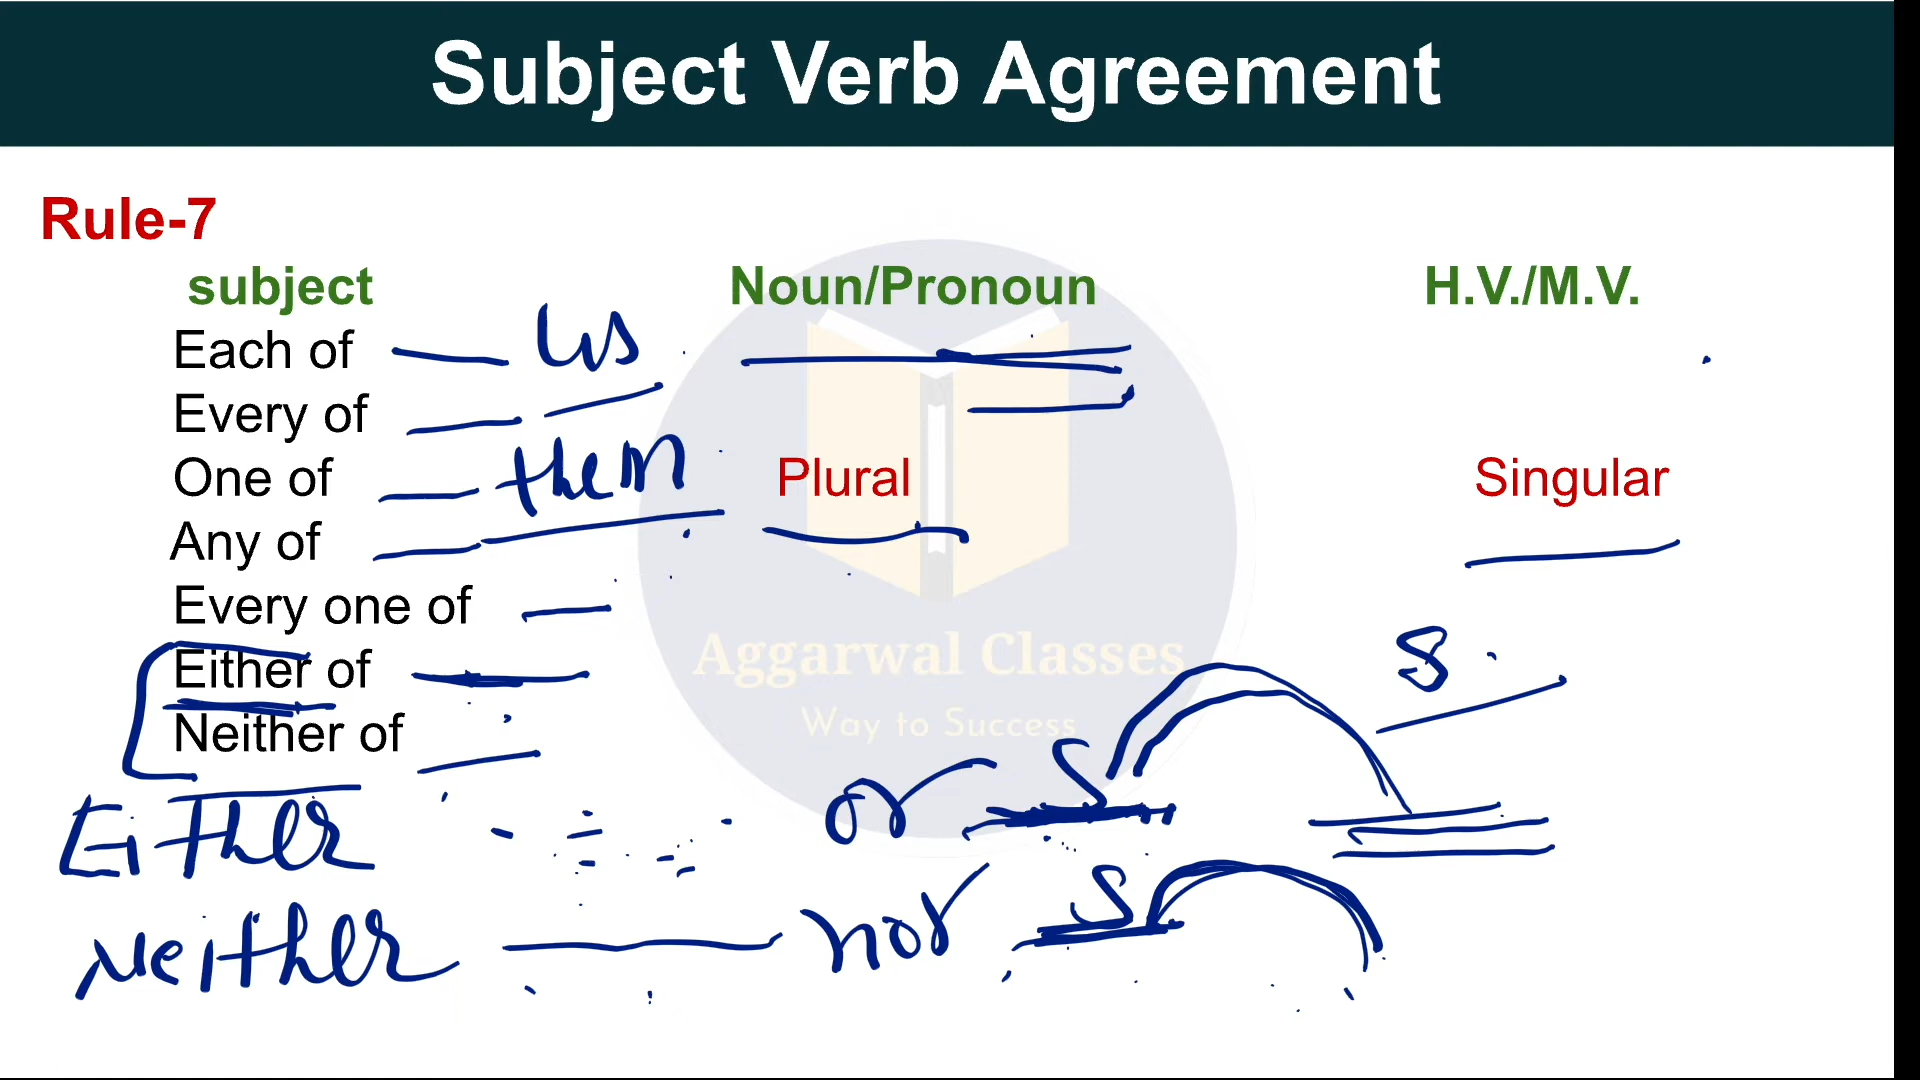 Subject Verb Agreement
Rule-7
subject Noun/Pronoun H.V./M.V.
Each of us
Every of
One of them Plural Singular
Any of
Every one of
Either of S
Neither of
Aggarwal Classes
Way to Success
Either or S
Neither nor S